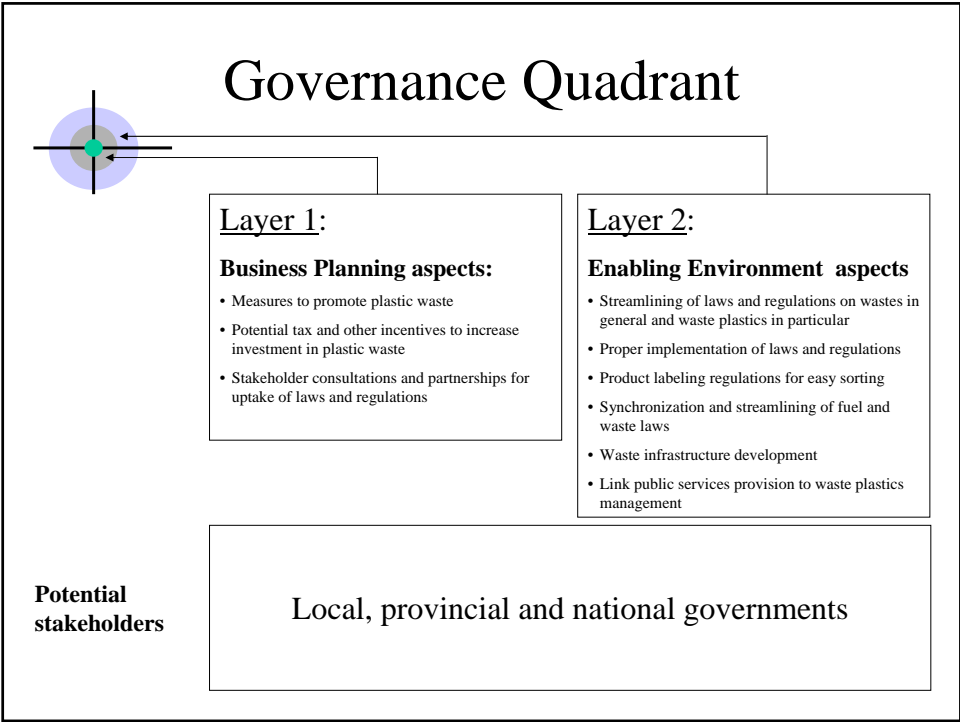 Governance Quadrant
Layer 1:
Business Planning aspects:
• Measures to promote plastic waste
• Potential tax and other incentives to increase
investment in plastic waste
• Stakeholder consultations and partnerships for
uptake of laws and regulations
Layer 2:
Enabling Environment  aspects
• Streamlining of laws and regulations on wastes in
general and waste plastics in particular
• Proper implementation of laws and regulations
• Product labeling regulations for easy sorting
• Synchronization and streamlining of fuel and
waste laws
• Waste infrastructure development
• Link public services provision to waste plastics
management
Potential
stakeholders
Local, provincial and national governments